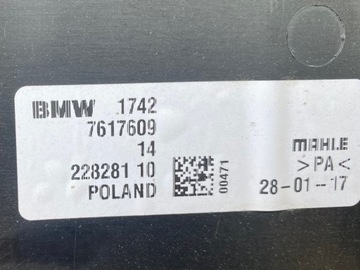 BMW 1742
7617609
14
228281 10
POLAND
00471
MAHLE
>PA<
28-01-17